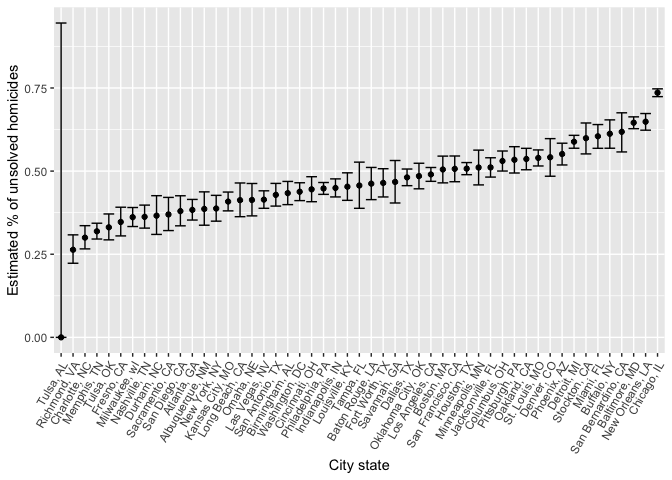 Estimated % of unsolved homicides
0.75
0.50
0.25
0.00
Tulsa, AL
Richmond, VA
Charlotte, NC
Memphis, TN
Tulsa, OK
Fresno, CA
Milwaukee, wI
Nashville, TN
Durham, NC
Sacramento, CA
San Diego, CA
Atlanta, GA
Albuquerque, NM
New York, NY
Kansas City, MO
Long Beach, CA
Omaha, NE
Las Vegas, NV
San Antonio, TX
Birmingham, AL
Washington, DC
Cincinnati, OH
Philadelphia, PA
Indianapolis, IN
Louisville, KY
Tampa, FL
Baton Rouge, LA
Fort Worth, TX
Savannah, GA
Dallas, TX
Oklahoma City, OK
Los Angeles, CA
Boston, MA
San Francisco, CA
Houston, TX
Minneapolis, MN
Jacksonville, FL
Columbus, OH
Pittsburgh, PA
Oakland, CA
St. Louis, MO
Denver, CO
Phoenix, AZ
Detroit, MI
Stockton, CA
Miami, FL
Buffalo, NY
San Bernardino, CA
Baltimore, MD
New Orleans, LA
Chicago, IL
City state